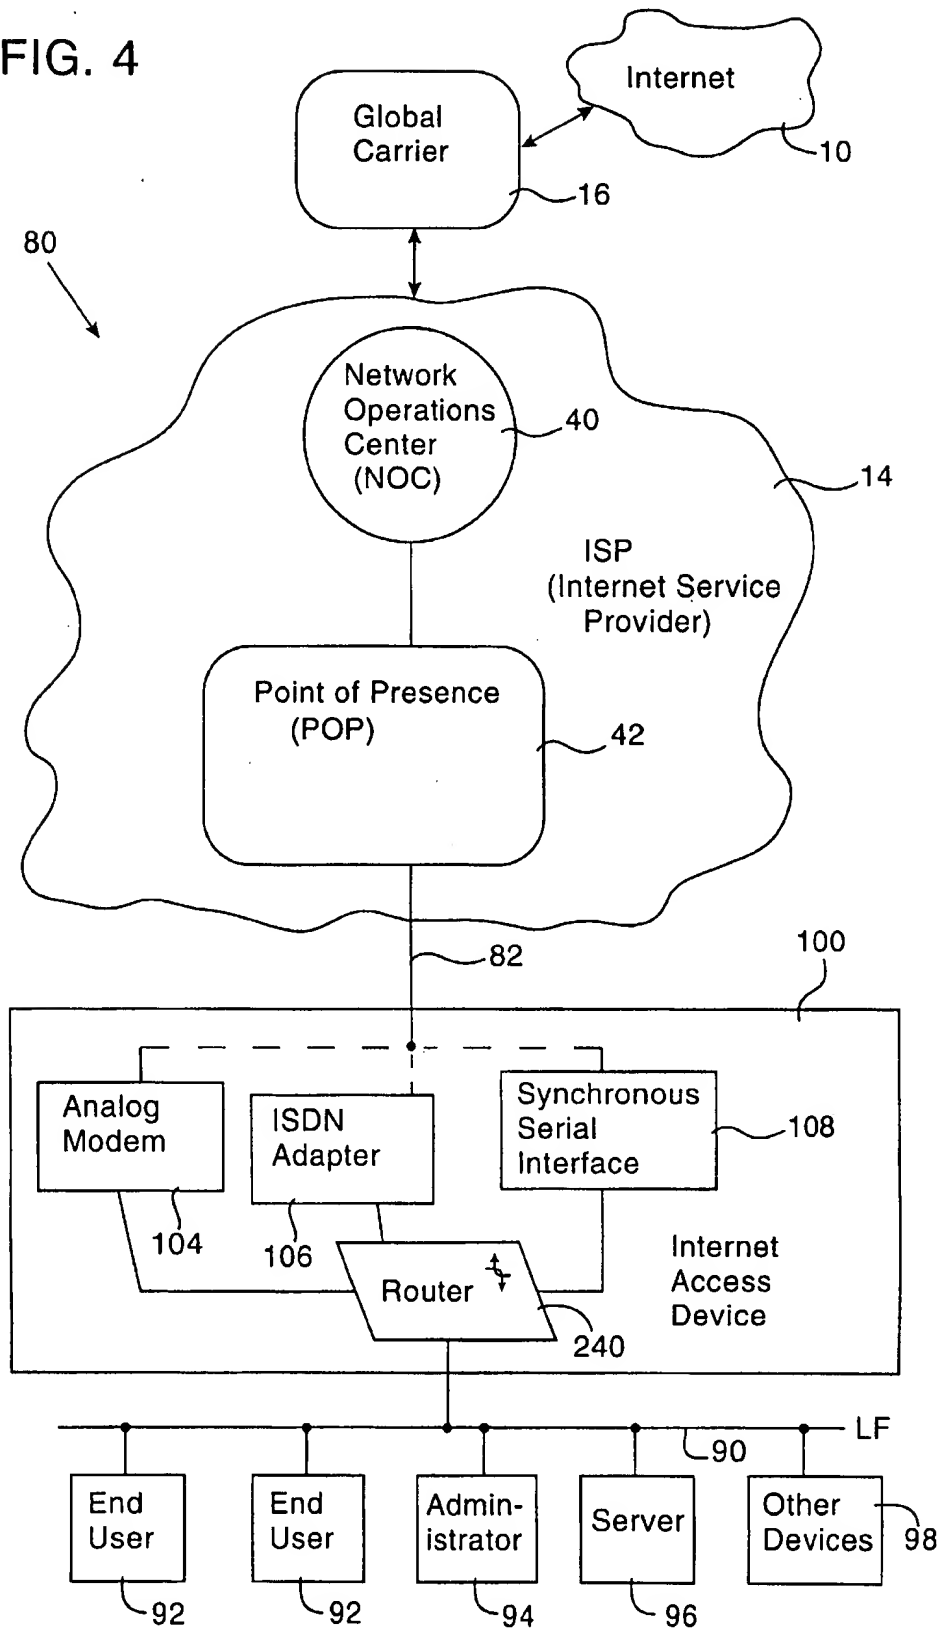 FIG. 4
Internet
10
Global
Carrier
16
80
Network
Operations
Center
(NOC)
40
14
ISP
(Internet Service
Provider)
Point of Presence
(POP)
42
82
100
Analog
Modem
104
ISDN
Adapter
106
Synchronous
Serial
Interface
108
Router
240
Internet
Access
Device
LF
90
End
User
92
End
User
92
Admin-
istrator
94
Server
96
Other
Devices
98